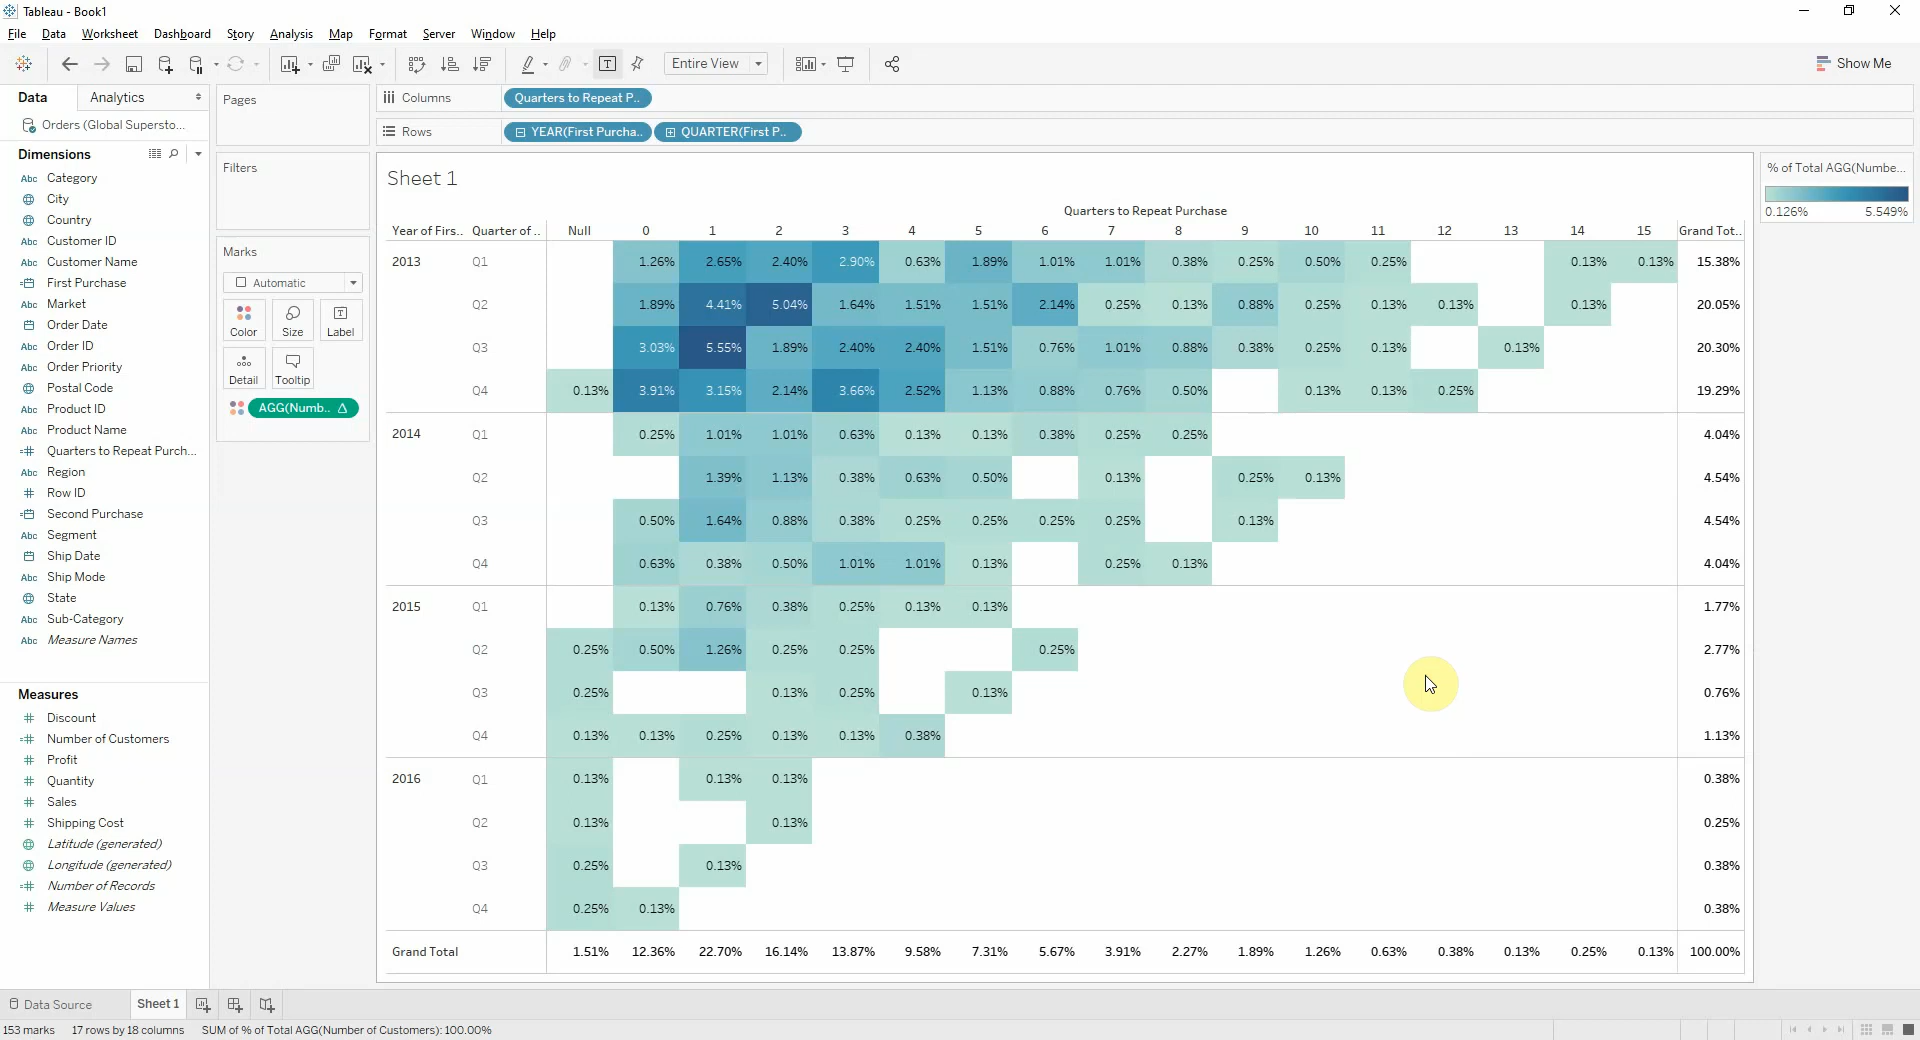 Tableau - Book1
File Data Worksheet Dashboard Story Analysis Map Format Server Window Help
Entire View
Show Me
Data Analytics
Orders (Global Supersto...
Dimensions
Abc Category
City
Country
Abc Customer ID
Abc Customer Name
First Purchase
Abc Market
Order Date
Abc Order ID
Abc Order Priority
Postal Code
Abc Product ID
Abc Product Name
Quarters to Repeat Purch...
Abc Region
Row ID
Second Purchase
Abc Segment
Ship Date
Abc Ship Mode
State
Abc Sub-Category
Abc Measure Names
Measures
Discount
Number of Customers
Profit
Quantity
Sales
Shipping Cost
Latitude (generated)
Longitude (generated)
Number of Records
Measure Values
Pages
Filters
Marks
Automatic
Color Size Label
Detail Tooltip
AGG(Numb..
Columns Quarters to Repeat P..
Rows YEAR(First Purcha.. QUARTER(First P..
Sheet 1
Quarters to Repeat Purchase
Year of Firs.. Quarter of .. Null 0 1 2 3 4 5 6 7 8 9 10 11 12 13 14 15 Grand Tot..
2013 Q1 1.26% 2.65% 2.40% 2.90% 0.63% 1.89% 1.01% 1.01% 0.38% 0.25% 0.50% 0.25% 0.13% 0.13% 15.38%
Q2 1.89% 4.41% 5.04% 1.64% 1.51% 1.51% 2.14% 0.25% 0.13% 0.88% 0.25% 0.13% 0.13% 0.13% 20.05%
Q3 3.03% 5.55% 1.89% 2.40% 2.40% 1.51% 0.76% 1.01% 0.88% 0.38% 0.25% 0.13% 0.13% 20.30%
Q4 0.13% 3.91% 3.15% 2.14% 3.66% 2.52% 1.13% 0.88% 0.76% 0.50% 0.13% 0.13% 0.25% 19.29%
2014 Q1 0.25% 1.01% 1.01% 0.63% 0.13% 0.13% 0.38% 0.25% 0.25% 4.04%
Q2 1.39% 1.13% 0.38% 0.63% 0.50% 0.13% 0.25% 0.13% 4.54%
Q3 0.50% 1.64% 0.88% 0.38% 0.25% 0.25% 0.25% 0.25% 0.13% 4.54%
Q4 0.63% 0.38% 0.50% 1.01% 1.01% 0.13% 0.25% 0.13% 4.04%
2015 Q1 0.13% 0.76% 0.38% 0.25% 0.13% 0.13% 1.77%
Q2 0.25% 0.50% 1.26% 0.25% 0.25% 0.25% 2.77%
Q3 0.25% 0.13% 0.25% 0.13% 0.76%
Q4 0.13% 0.13% 0.25% 0.13% 0.13% 0.38% 1.13%
2016 Q1 0.13% 0.13% 0.13% 0.38%
Q2 0.13% 0.13% 0.25%
Q3 0.25% 0.13% 0.38%
Q4 0.25% 0.13% 0.38%
Grand Total 1.51% 12.36% 22.70% 16.14% 13.87% 9.58% 7.31% 5.67% 3.91% 2.27% 1.89% 1.26% 0.63% 0.38% 0.13% 0.25% 0.13% 100.00%
% of Total AGG(Numbe...
0.126% 5.549%
Data Source Sheet 1
153 marks 17 rows by 18 columns SUM of % of Total AGG(Number of Customers): 100.00%